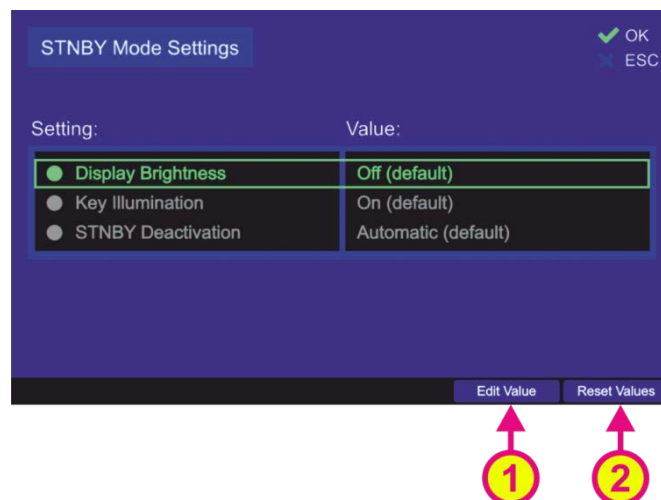 STNBY Mode Settings
OK
ESC
Setting: Value:
Display Brightness Off (default)
Key Illumination On (default)
STNBY Deactivation Automatic (default)
Edit Value Reset Values
1 2